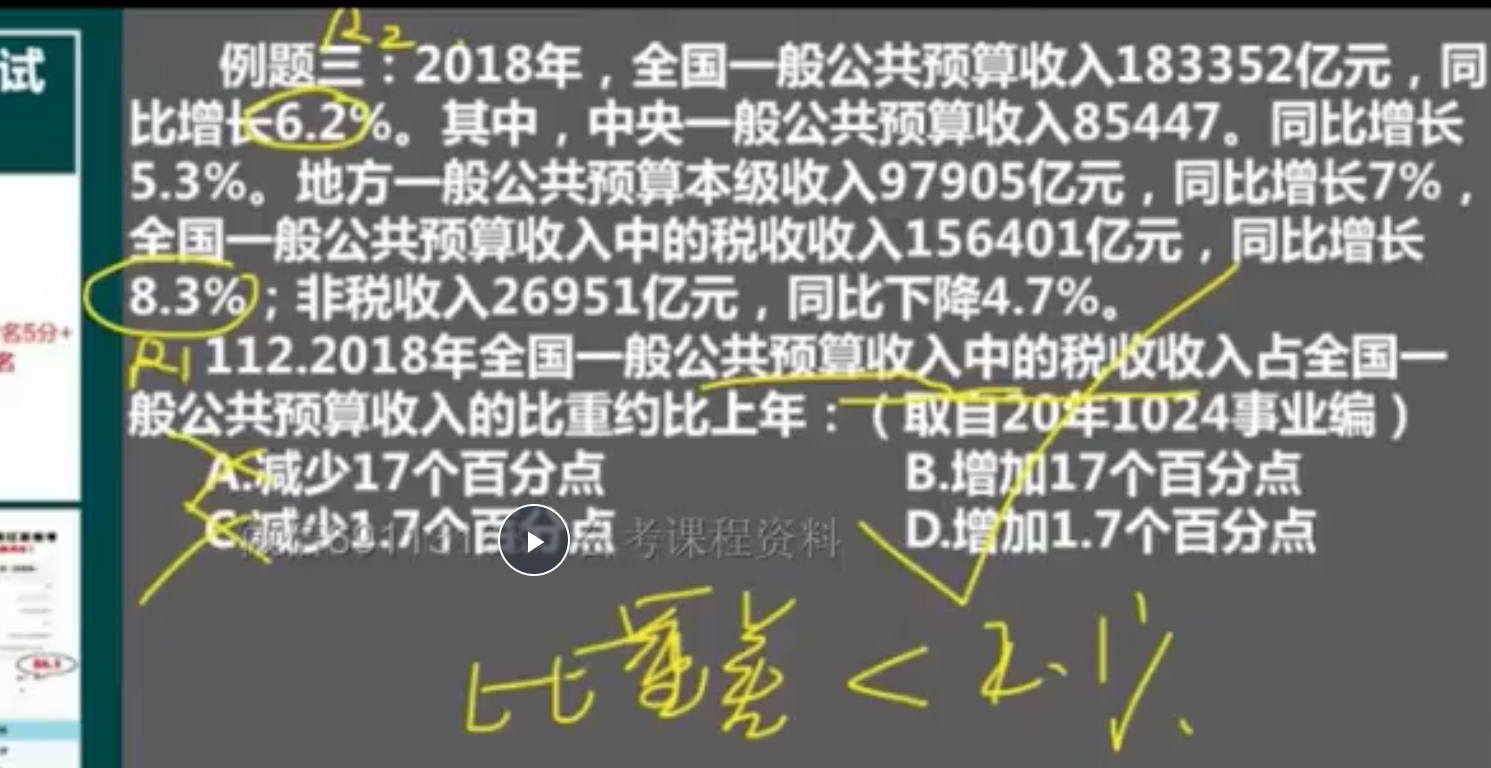 试
R2
例题三：2018年，全国一般公共预算收入183352亿元，同
比增长6.2%。其中，中央一般公共预算收入85447。同比增长
5.3%。地方一般公共预算本级收入97905亿元，同比增长7%，
全国一般公共预算收入中的税收收入156401亿元，同比增长
8.3%；非税收入26951亿元，同比下降4.7%。
名5分+
名
R1
112.2018年全国一般公共预算收入中的税收收入占全国一
般公共预算收入的比重约比上年：（取自20年1024事业编）
A.减少17个百分点 B.增加17个百分点
C.减少1.7个百分点 D.增加1.7个百分点
考课程资料
比重差<2.1%